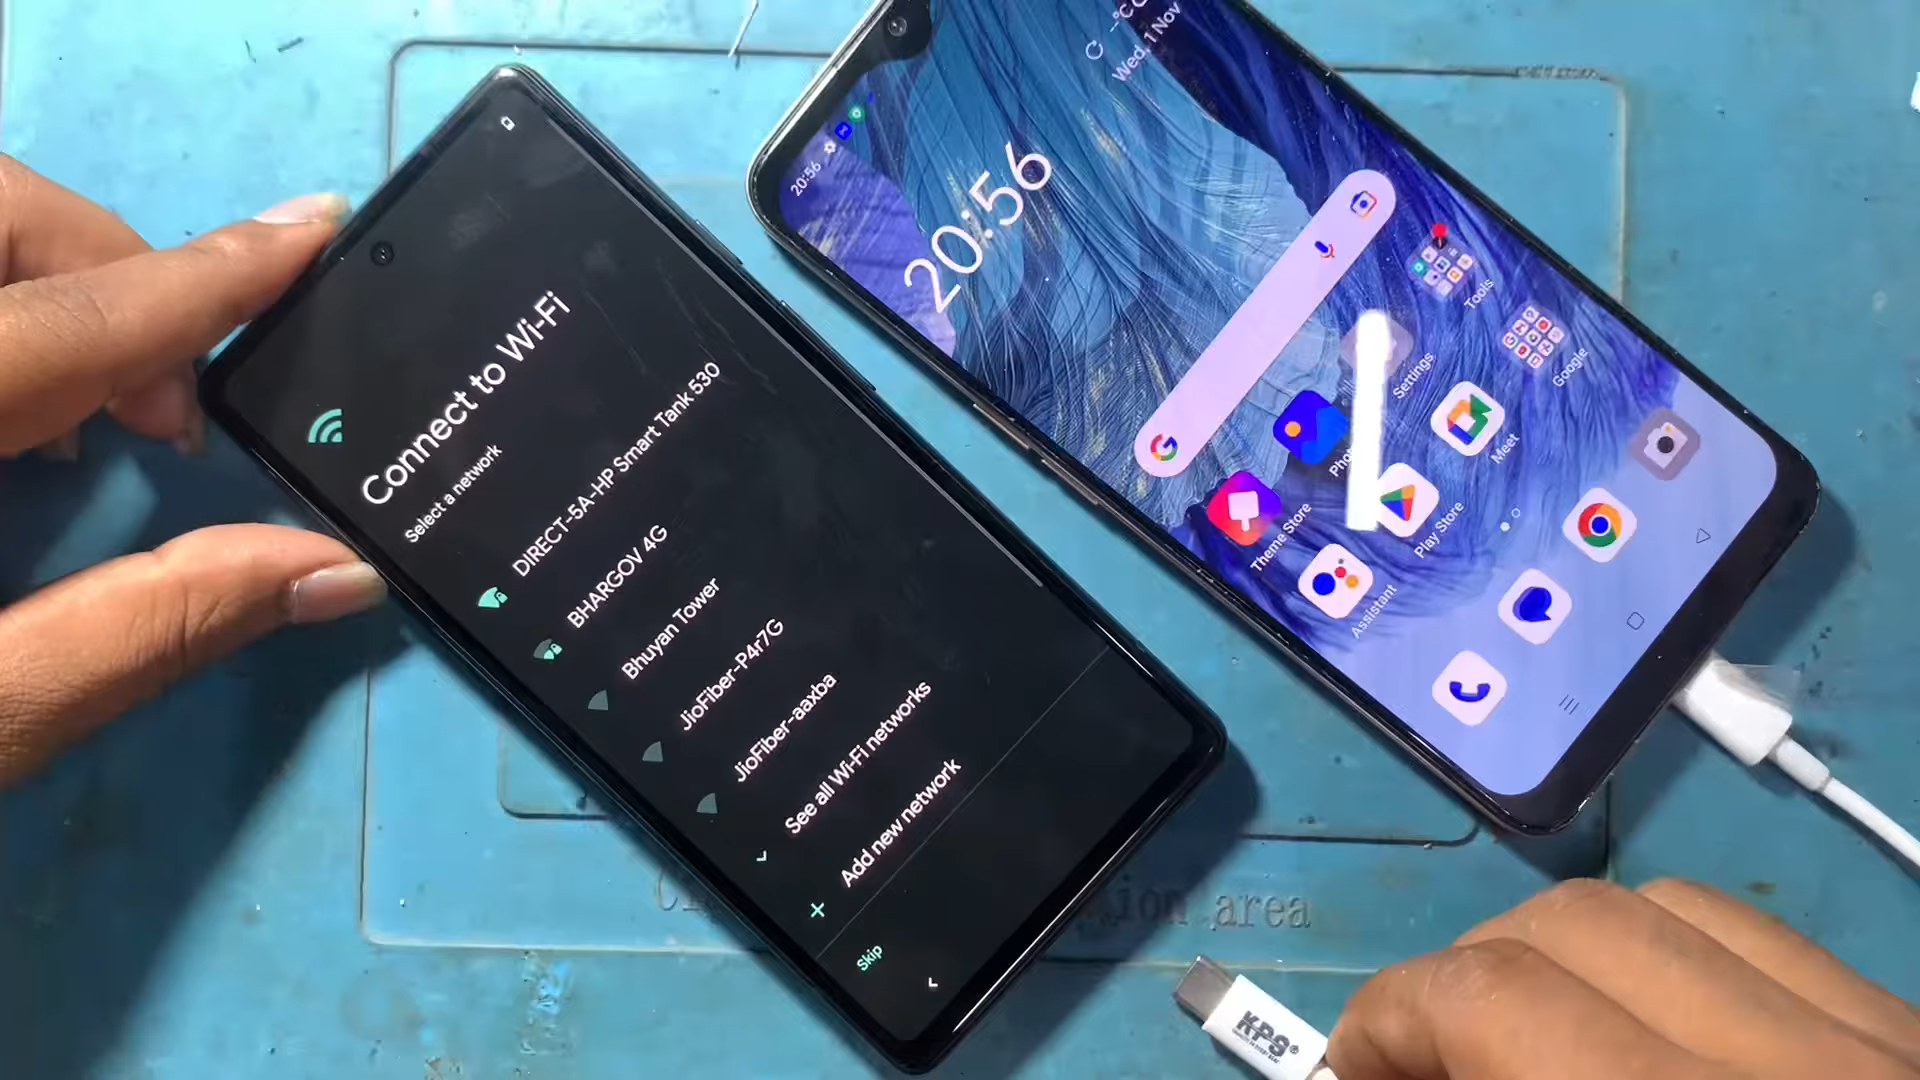 Connect to Wi-Fi
Select a network
DIRECT-5A-HP Smart Tank 530
BHARGOV 4G
Bhuyan Tower
JioFiber-P4r7G
JioFiber-aaxba
See all Wi-Fi networks
Add new network
Skip
20:56
--°C
Wed, 1 Nov
20:56
Tools
Google
Settings
Meet
Play Store
Theme Store
Assistant
area
KPS